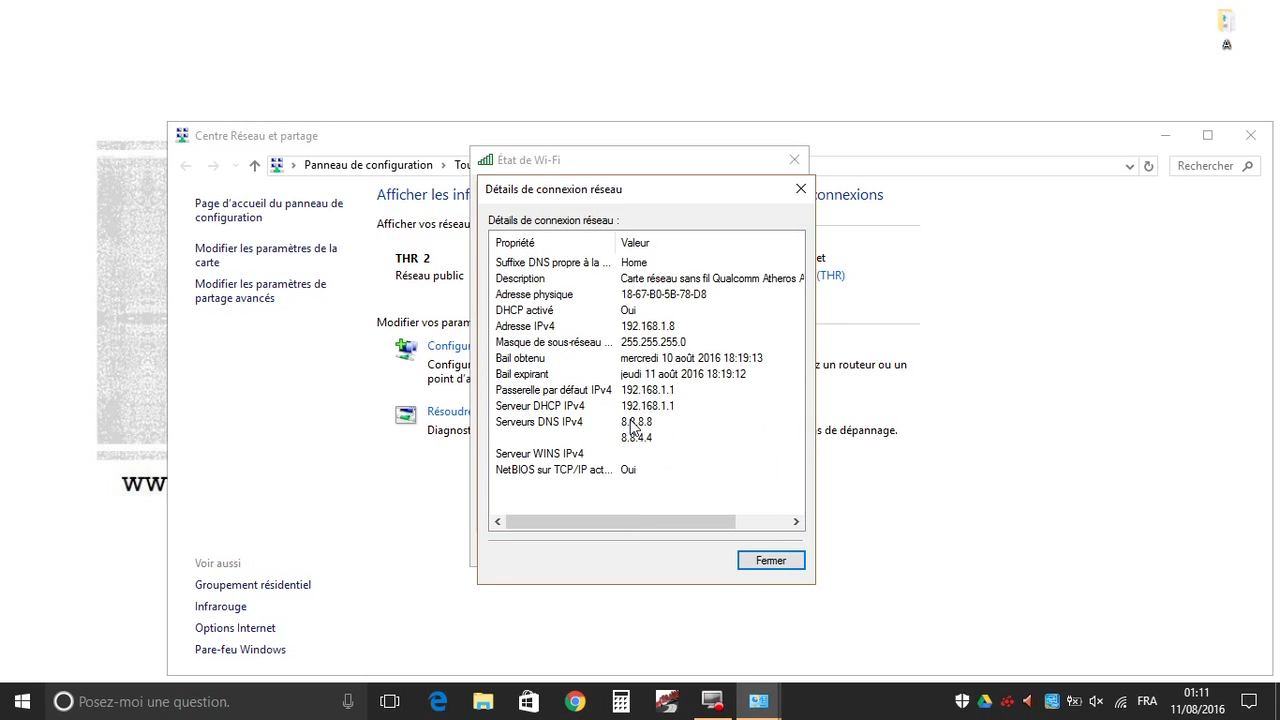 A
Centre Réseau et partage
Panneau de configuration
Rechercher
État de Wi-Fi
Détails de connexion réseau
Page d'accueil du panneau de
configuration
Modifier les paramètres de la
carte
Modifier les paramètres de
partage avancés
Afficher les inf
connexions
Afficher vos réseau
THR 2
Réseau public
et
(THR)
Modifier vos param
Configu
Configu
un routeur ou un
point d'a
Résoudre
Diagnost
s de dépannage.
Détails de connexion réseau :
Propriété Valeur
Suffixe DNS propre à la ... Home
Description Carte réseau sans fil Qualcomm Atheros A
Adresse physique 18-67-B0-5B-78-D8
DHCP activé Oui
Adresse IPv4 192.168.1.8
Masque de sous-réseau ... 255.255.255.0
Bail obtenu mercredi 10 août 2016 18:19:13
Bail expirant jeudi 11 août 2016 18:19:12
Passerelle par défaut IPv4 192.168.1.1
Serveur DHCP IPv4 192.168.1.1
Serveurs DNS IPv4 8.8.8.8
8.8.4.4
Serveur WINS IPv4
NetBIOS sur TCP/IP act... Oui
Fermer
ww
Voir aussi
Groupement résidentiel
Infrarouge
Options Internet
Pare-feu Windows
Posez-moi une question.
FRA
01:11
11/08/2016